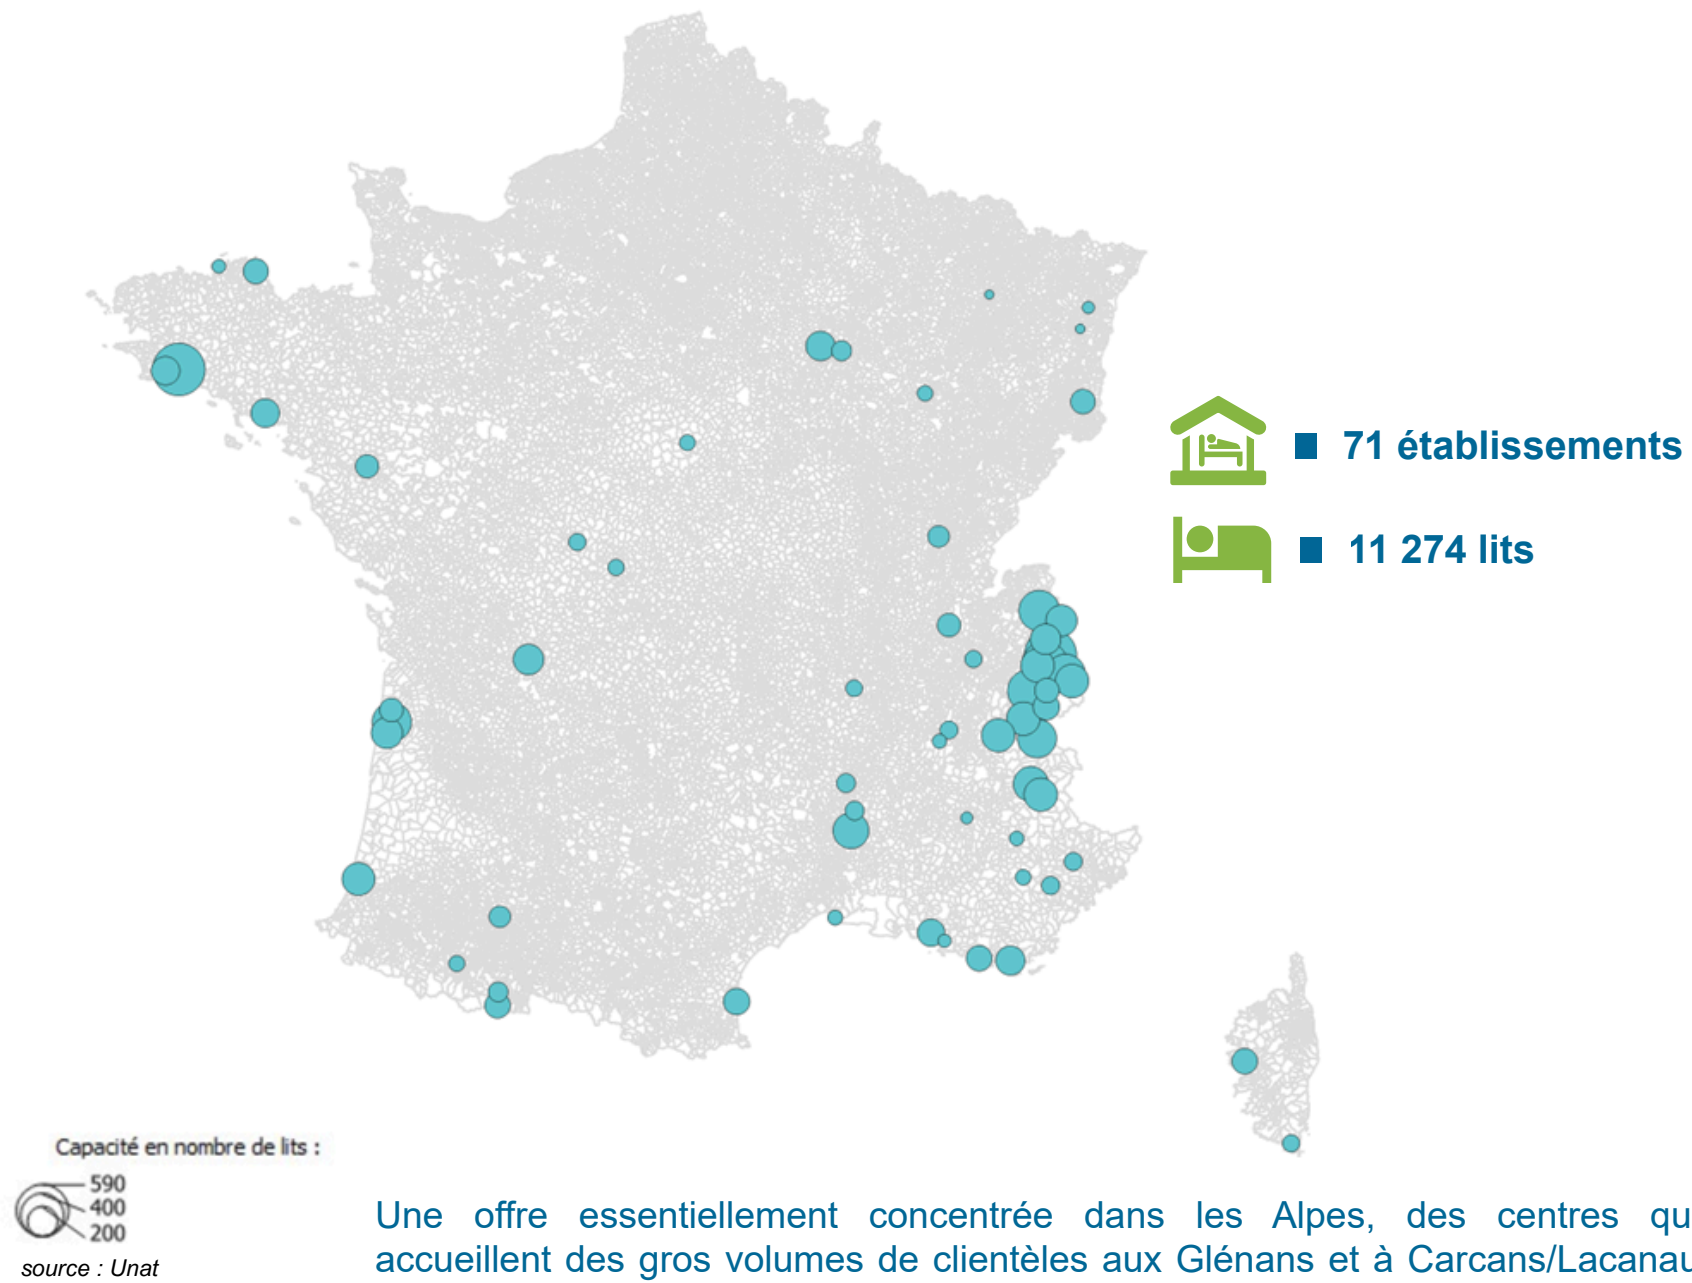 71 établissements
11 274 lits
Capacité en nombre de lits :
590
400
200
source : Unat
Une offre essentiellement concentrée dans les Alpes, des centres qu
accueillent des gros volumes de clientèles aux Glénans et à Carcans/Lacanau